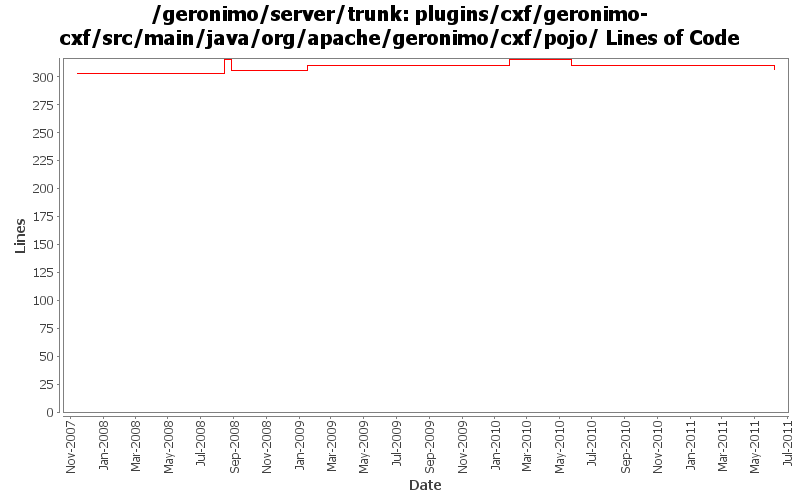 /geronimo/server/trunk: plugins/cxf/geronimo-
cxf/src/main/java/org/apache/geronimo/cxf/pojo/ Lines of Code
Lines
300
275
250
225
200
175
150
125
100
75
50
25
0
Nov-2007
Jan-2008
Mar-2008
May-2008
Jul-2008
Sep-2008
Nov-2008
Jan-2009
Mar-2009
May-2009
Jul-2009
Sep-2009
Nov-2009
Jan-2010
Mar-2010
May-2010
Jul-2010
Sep-2010
Nov-2010
Jan-2011
Mar-2011
May-2011
Jul-2011
Date